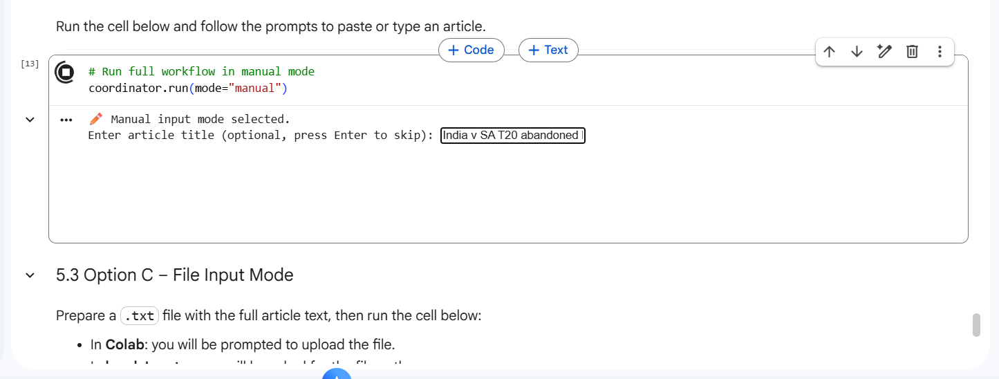 Run the cell below and follow the prompts to paste or type an article.
+ Code + Text
[13]
# Run full workflow in manual mode
coordinator.run(mode="manual")
Manual input mode selected.
Enter article title (optional, press Enter to skip): India v SA T20 abandoned
5.3 Option C – File Input Mode
Prepare a .txt file with the full article text, then run the cell below:
• In Colab: you will be prompted to upload the file.